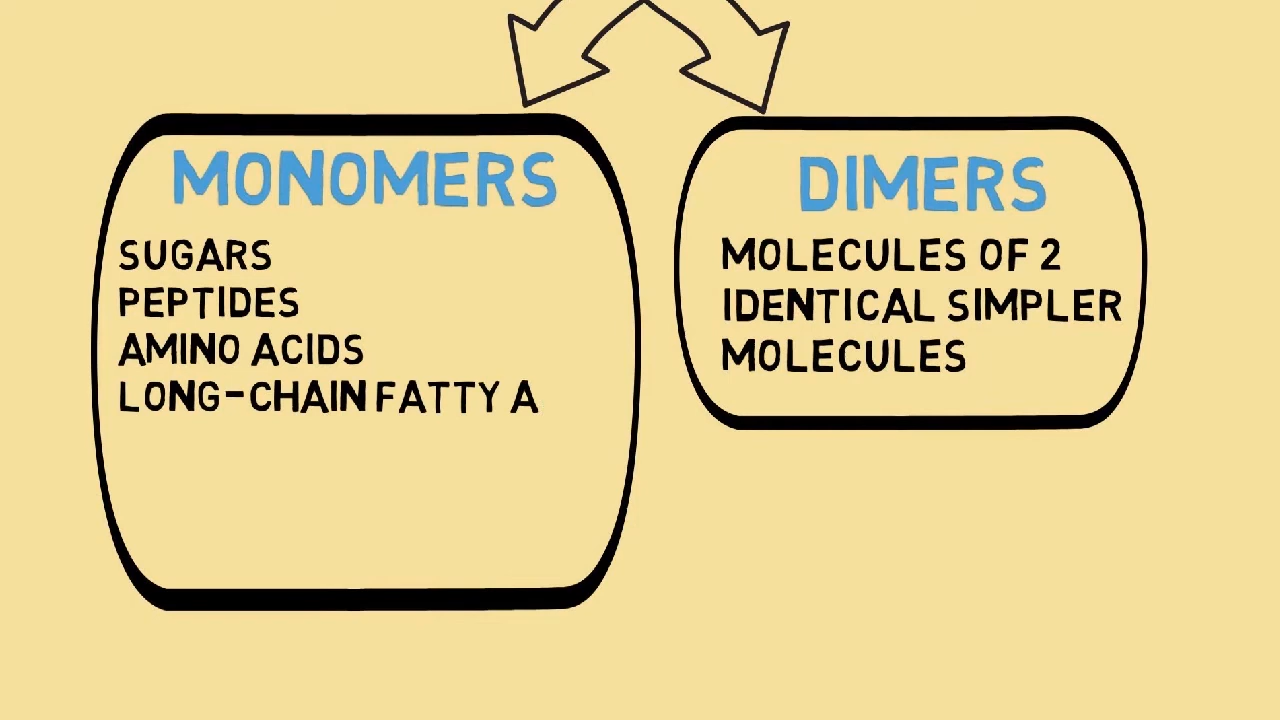 MONOMERS
SUGARS
PEPTIDES
AMINO ACIDS
LONG-CHAIN FATTY A
DIMERS
MOLECULES OF 2
IDENTICAL SIMPLER
MOLECULES